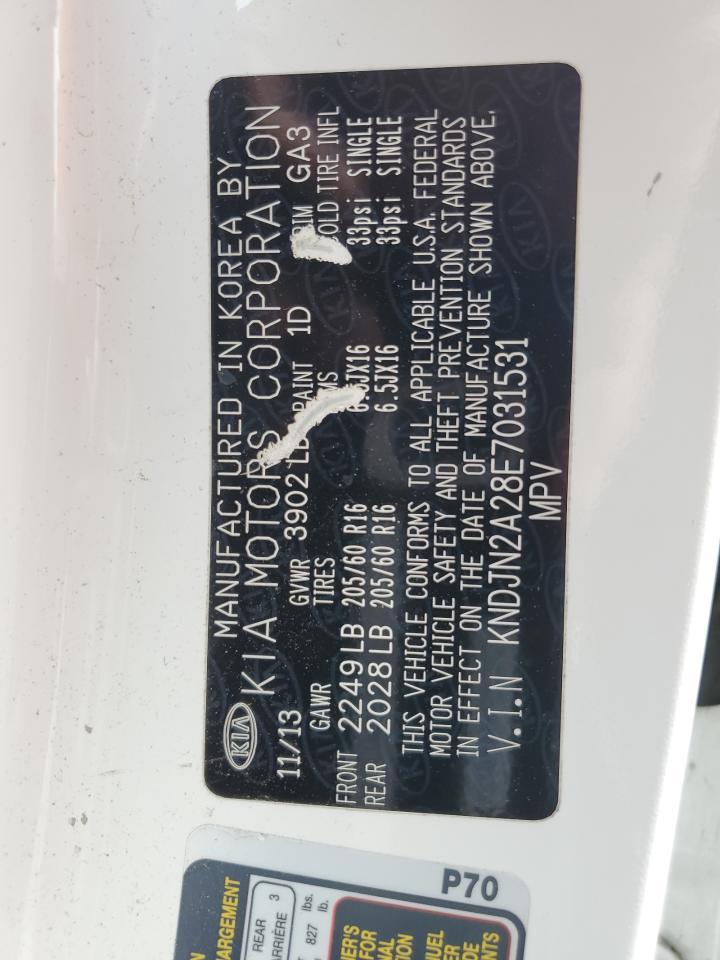 MANUFACTURED IN KOREA BY
KIA KIA MOTORS CORPORATION
11/13 GVWR 3902 LB PAINT 1D TRIM GA3
GAWR TIRES COLD TIRE INFL
FRONT 2249LB 205/60 R16 6.5JX16 33psi SINGLE
REAR 2028LB 205/60 R16 6.5JX16 33psi SINGLE
THIS VEHICLE CONFORMS TO ALL APPLICABLE U.S.A. FEDERAL
MOTOR VEHICLE SAFETY AND THEFT PREVENTION STANDARDS
IN EFFECT ON THE DATE OF MANUFACTURE SHOWN ABOVE.
V.I.N KNDJN2A28E7031531
MPV
REAR 3
827 lbs.
lb.
P70